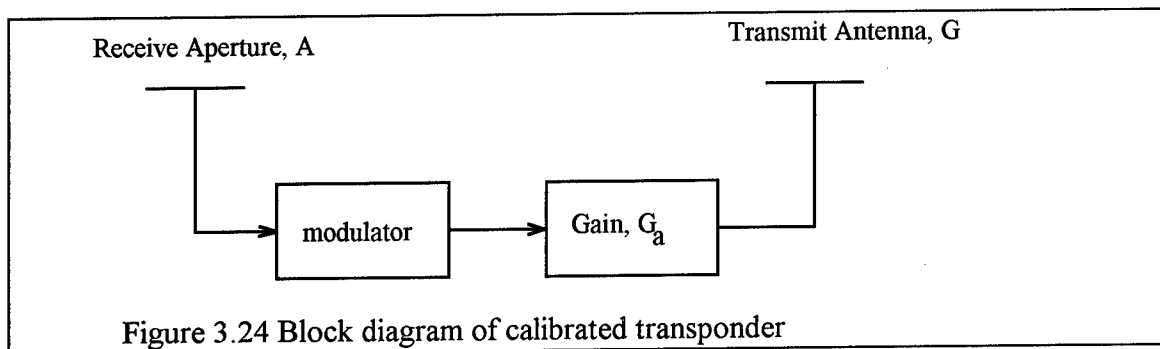 Receive Aperture, A
Transmit Antenna, G
modulator
Gain, Ga
Figure 3.24 Block diagram of calibrated transponder